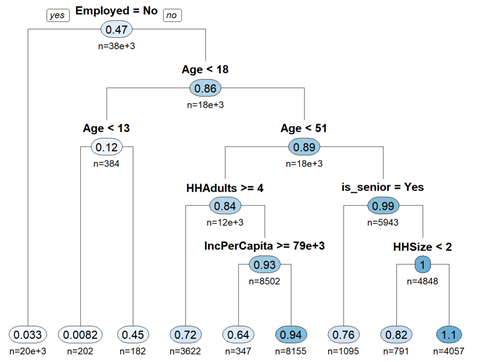 Employed = No
yes
no
0.47
n=38e+3
Age < 18
0.86
n=18e+3
Age < 13
Age < 51
0.12
0.89
n=384
n=18e+3
HHAdults >= 4
is_senior = Yes
0.84
0.99
n=12e+3
n=5943
IncPerCapita >= 79e+3
HHSize < 2
0.93
1
n=8502
n=4848
0.033
0.0082
0.45
0.72
0.64
0.94
0.76
0.82
1.1
n=20e+3
n=202
n=182
n=3622
n=347
n=8155
n=1095
n=791
n=4057